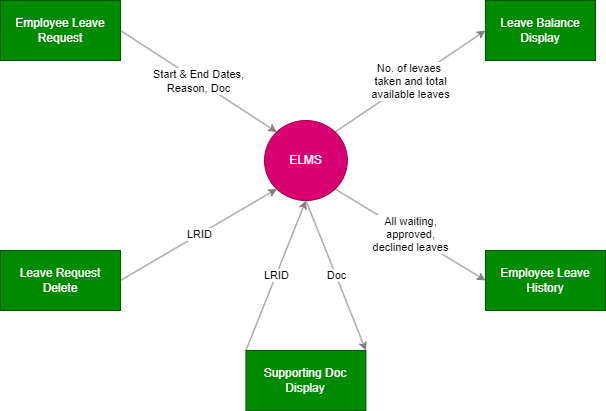 Employee Leave
Request
Leave Balance
Display
Start & End Dates,
Reason, Doc
No. of levaes
taken and total
available leaves
ELMS
LRID
All waiting,
approved,
declined leaves
Leave Request
Delete
LRID
Doc
Employee Leave
History
Supporting Doc
Display